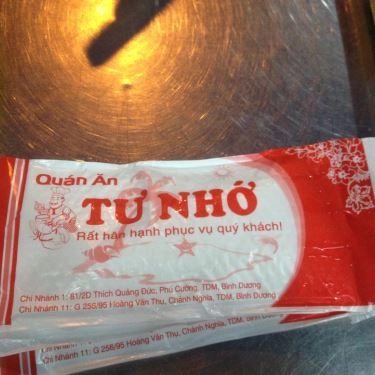 Quán Ăn
TƯ NHỚ
Rất hân hạnh phục vụ quý khách!
Chi Nhánh 1: 81/2D Thích Quảng Đức, Phú Cường, TDM, Bình Dương
Chi Nhánh 11: G 256/95 Hoàng Văn Thụ, Chánh Nghĩa, TDM, Bình Dương
Chi Nhánh 11: G 256/95 Hoàng Văn Thụ, Chánh Nghĩa, TDM, Bình Dương